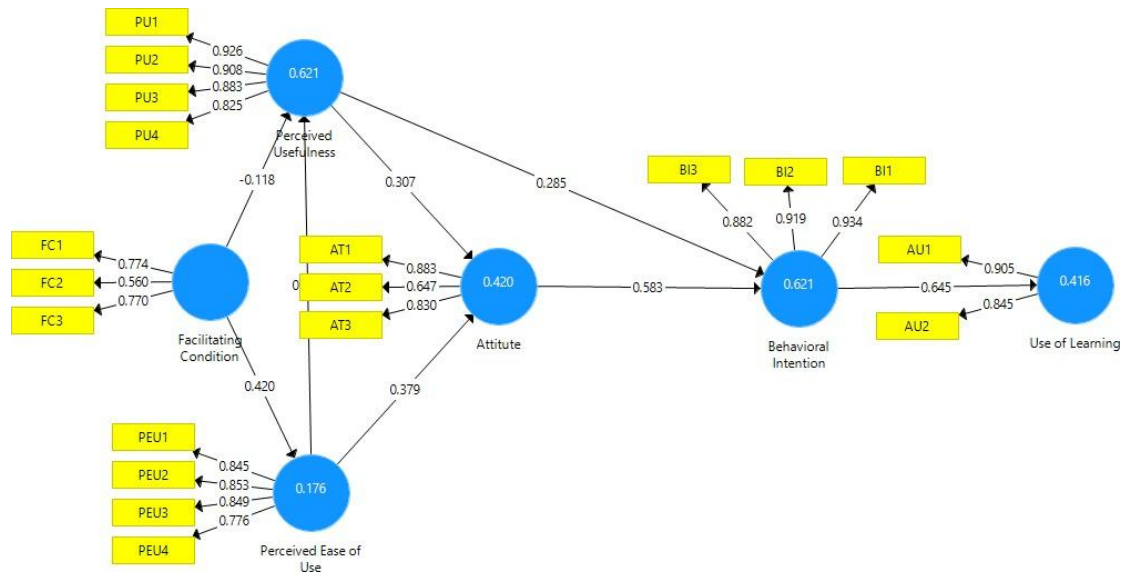 PU1
0.926
PU2
0.908
PU3
0.883
PU4
0.825
0.621
Perceived
Usefulness
-0.118
0.307
0.285
BI3
BI2
BI1
0.882
0.919
0.934
FC1
0.774
FC2
0.560
FC3
0.770
Facilitating
Condition
AT1
0.883
AT2
0.647
AT3
0.830
0.420
Attitute
0.583
0.621
Behavioral
Intention
0.645
AU1
0.905
AU2
0.845
0.416
Use of Learning
0.420
0.379
PEU1
0.845
PEU2
0.853
PEU3
0.849
PEU4
0.776
0.176
Perceived Ease of
Use